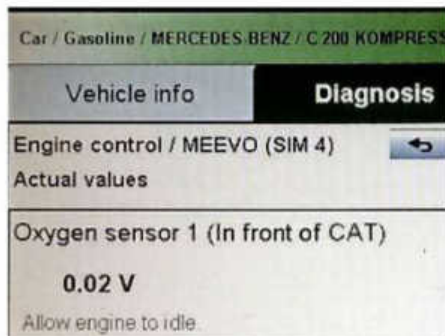 Car / Gasoline / MERCEDES-BENZ / C 200 KOMPRESS
Vehicle info
Diagnosis
Engine control / MEEVO (SIM 4)
Actual values
Oxygen sensor 1 (In front of CAT)
0.02 V
Allow engine to idle.